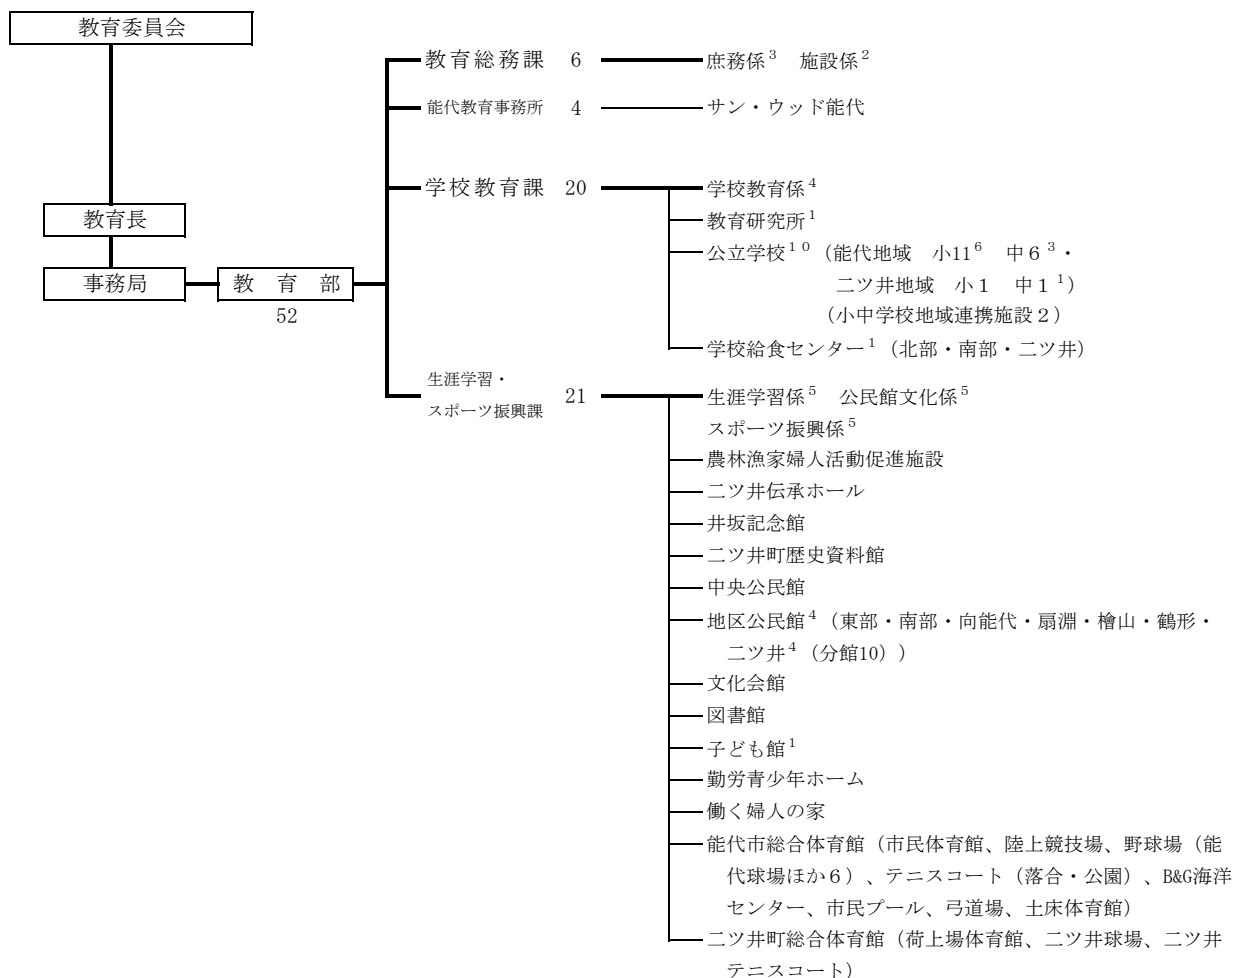 教育委員会
教育長
事務局
教　育　部
52
教育総務課　6
庶務係³　施設係²
能代教育事務所　4
サン・ウッド能代
学校教育課　20
学校教育係⁴
教育研究所¹
公立学校¹⁰（能代地域　小11⁶　中６³・
二ツ井地域　小１　中１¹）
（小中学校地域連携施設２）
学校給食センター¹（北部・南部・二ツ井）
生涯学習・
スポーツ振興課
21
生涯学習係⁵　公民館文化係⁵
スポーツ振興係⁵
農林漁家婦人活動促進施設
二ツ井伝承ホール
井坂記念館
二ツ井町歴史資料館
中央公民館
地区公民館⁴（東部・南部・向能代・扇淵・檜山・鶴形・
二ツ井⁴（分館10））
文化会館
図書館
子ども館¹
勤労青少年ホーム
働く婦人の家
能代市総合体育館（市民体育館、陸上競技場、野球場（能
代球場ほか６）、テニスコート（落合・公園）、B&G海洋
センター、市民プール、弓道場、土床体育館）
二ツ井町総合体育館（荷上場体育館、二ツ井球場、二ツ井
テニスコート）